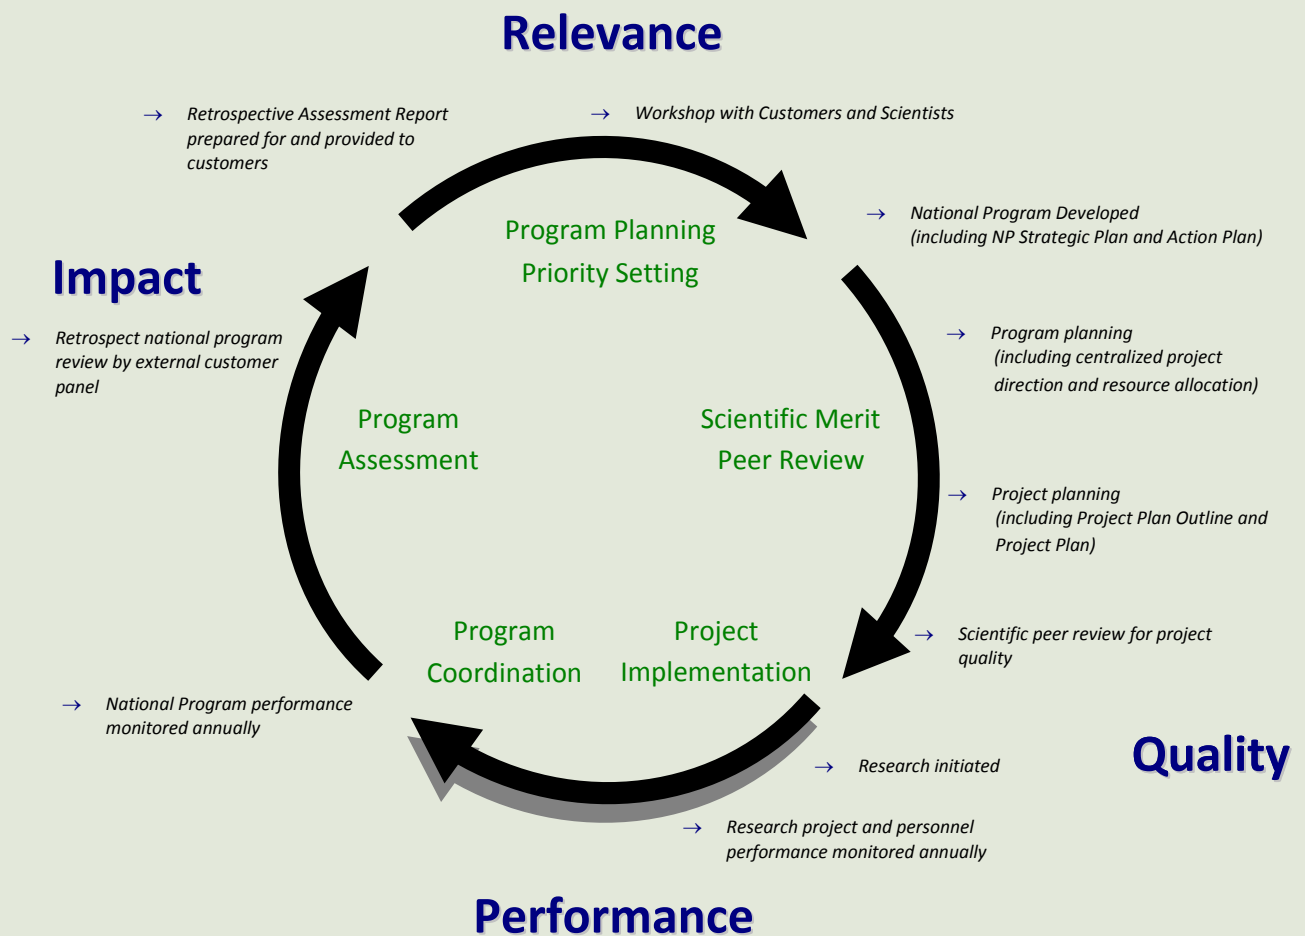 Relevance
→ Retrospective Assessment Report
prepared for and provided to
customers
→ Workshop with Customers and Scientists
→ National Program Developed
(including NP Strategic Plan and Action Plan)
Program Planning
Priority Setting
Impact
→ Retrospect national program
review by external customer
panel
→ Program planning
(including centralized project
direction and resource allocation)
Program
Assessment
Scientific Merit
Peer Review
→ Project planning
(including Project Plan Outline and
Project Plan)
Program
Coordination
Project
Implementation
→ Scientific peer review for project
quality
→ National Program performance
monitored annually
Quality
→ Research initiated
→ Research project and personnel
performance monitored annually
Performance